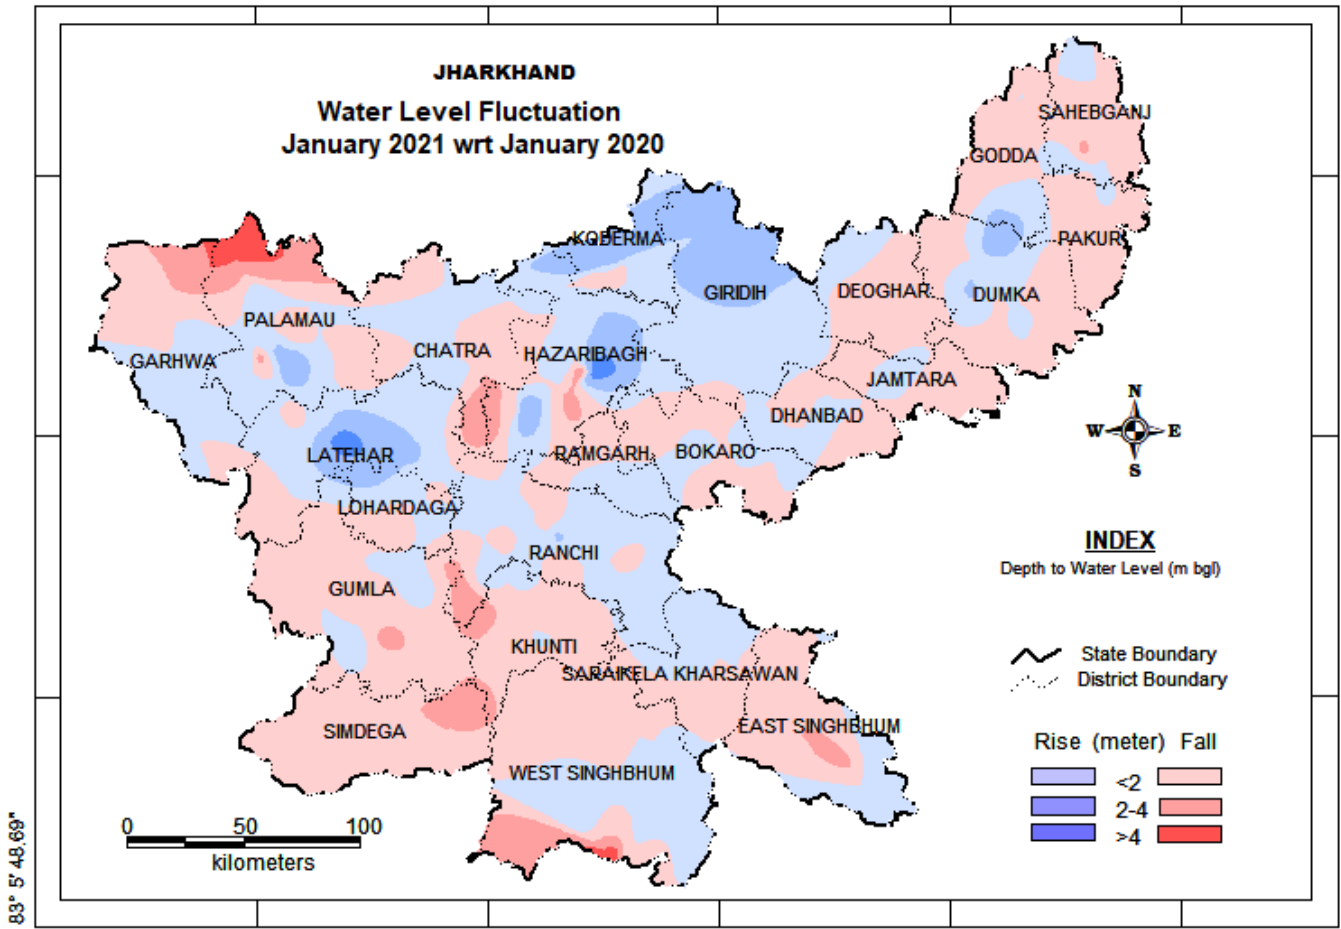 JHARKHAND
Water Level Fluctuation
January 2021 wrt January 2020
SAHEBGANJ
GODDA
KODERMA
PAKUR
GIRIDIH
DEOGHAR
DUMKA
PALAMAU
GARHWA
CHATRA
HAZARIBAGH
JAMTARA
DHANBAD
LATEHAR
RAMGARH
BOKARO
LOHARDAGA
RANCHI
GUMLA
KHUNTI
SARAIKELA KHARSAWAN
SIMDEGA
EAST SINGHBHUM
WEST SINGHBHUM
N
W E
S
INDEX
Depth to Water Level (m bgl)
State Boundary
District Boundary
Rise (meter) Fall
<2
2-4
>4
0 50 100
kilometers
83° 5' 48.69"